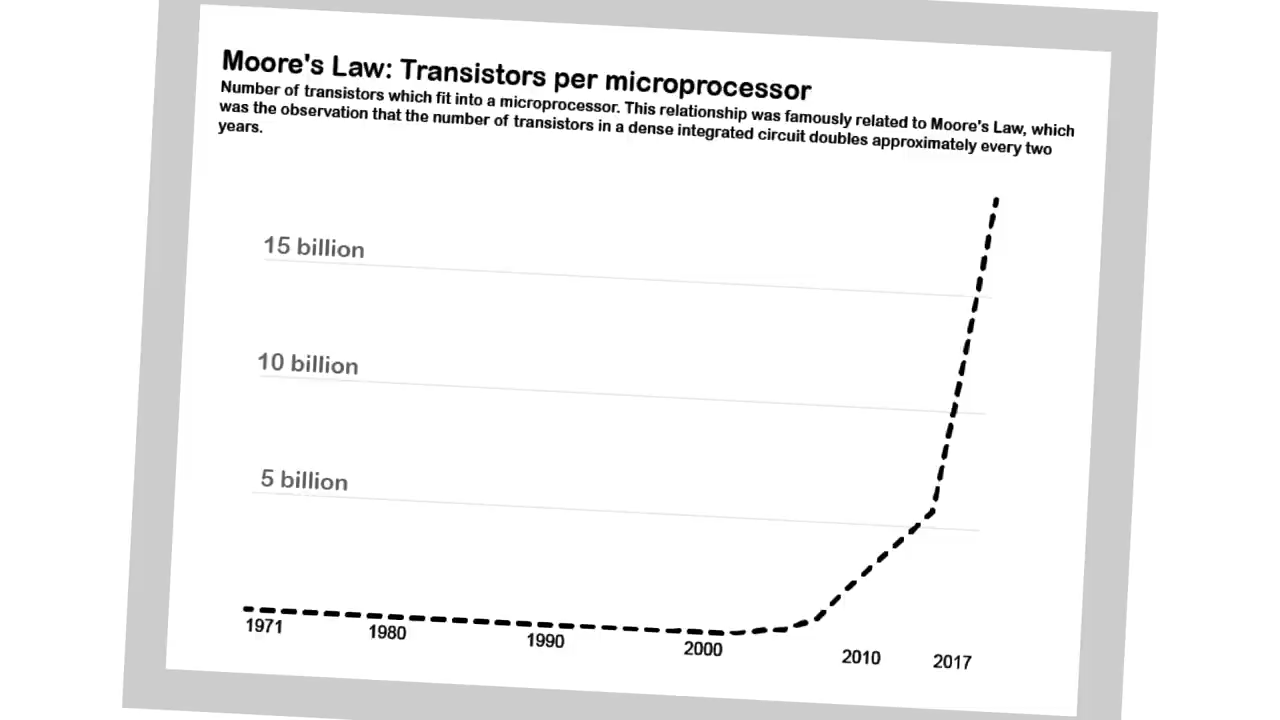 Moore's Law: Transistors per microprocessor
Number of transistors which fit into a microprocessor. This relationship was famously related to Moore's Law, which
was the observation that the number of transistors in a dense integrated circuit doubles approximately every two
years.
15 billion
10 billion
5 billion
1971
1980
1990
2000
2010
2017